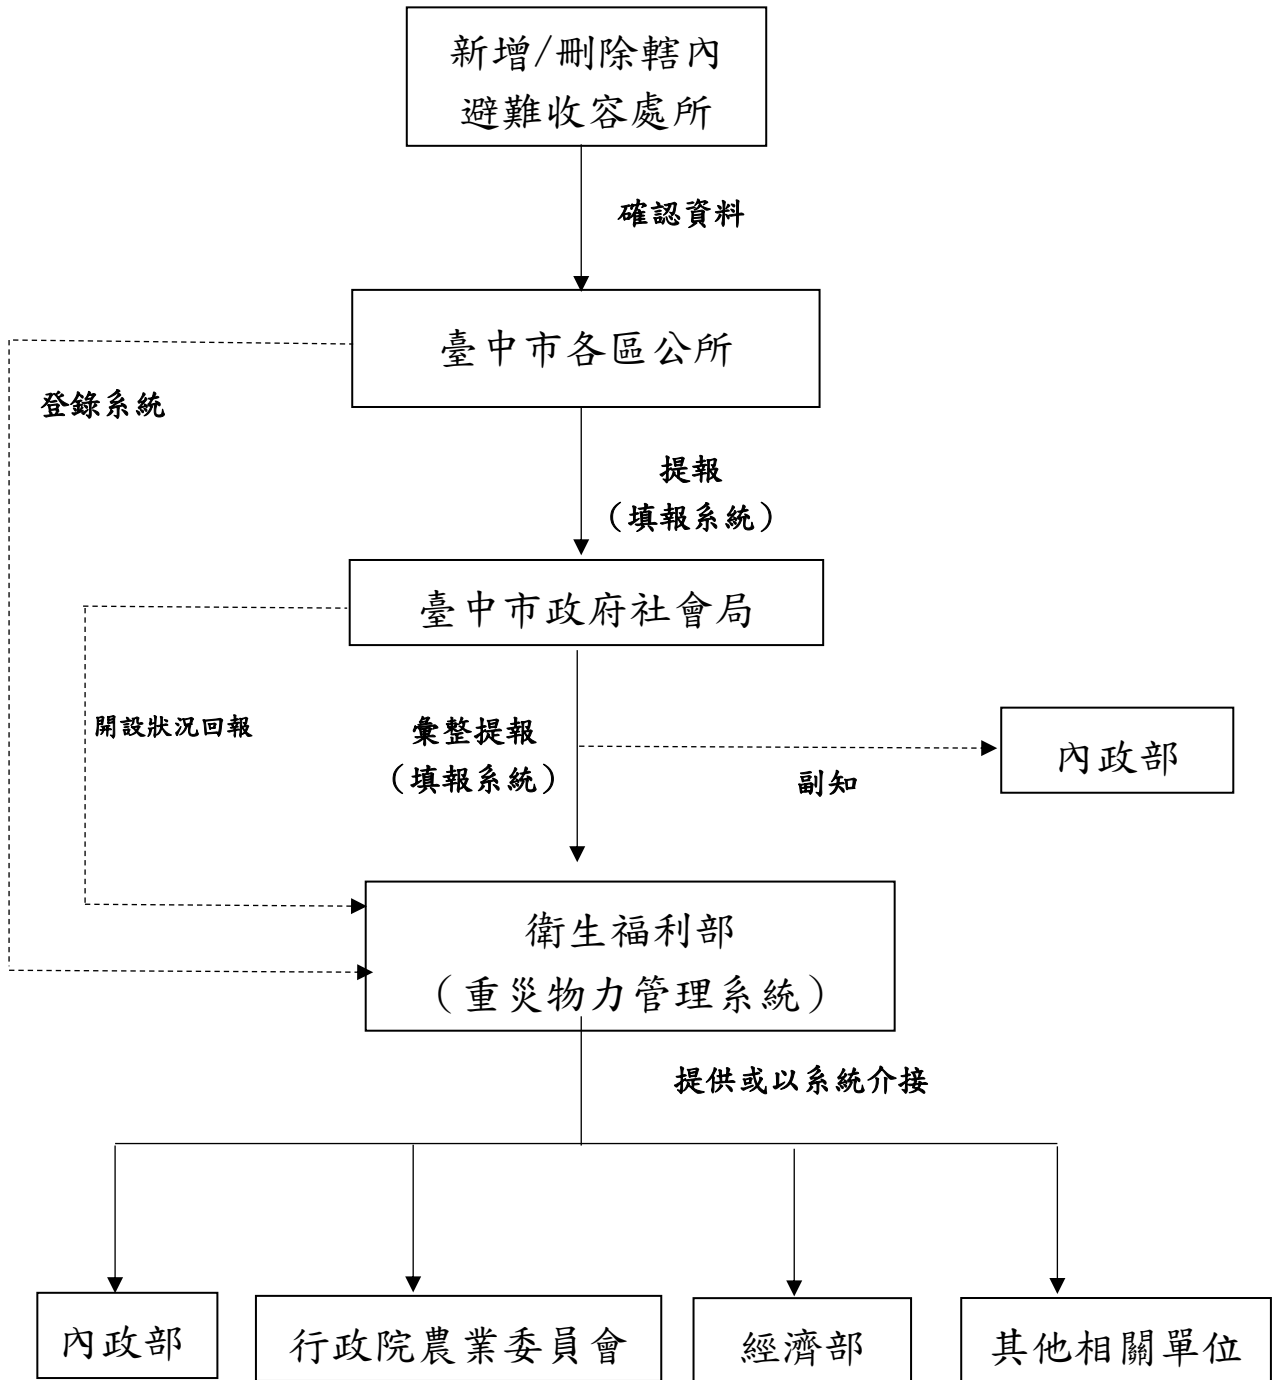 新增/刪除轄內
避難收容處所
確認資料
臺中市各區公所
登錄系統
提報
（填報系統）
臺中市政府社會局
開設狀況回報
彙整提報
（填報系統）
內政部
副知
衛生福利部
（重災物力管理系統）
提供或以系統介接
內政部
行政院農業委員會
經濟部
其他相關單位